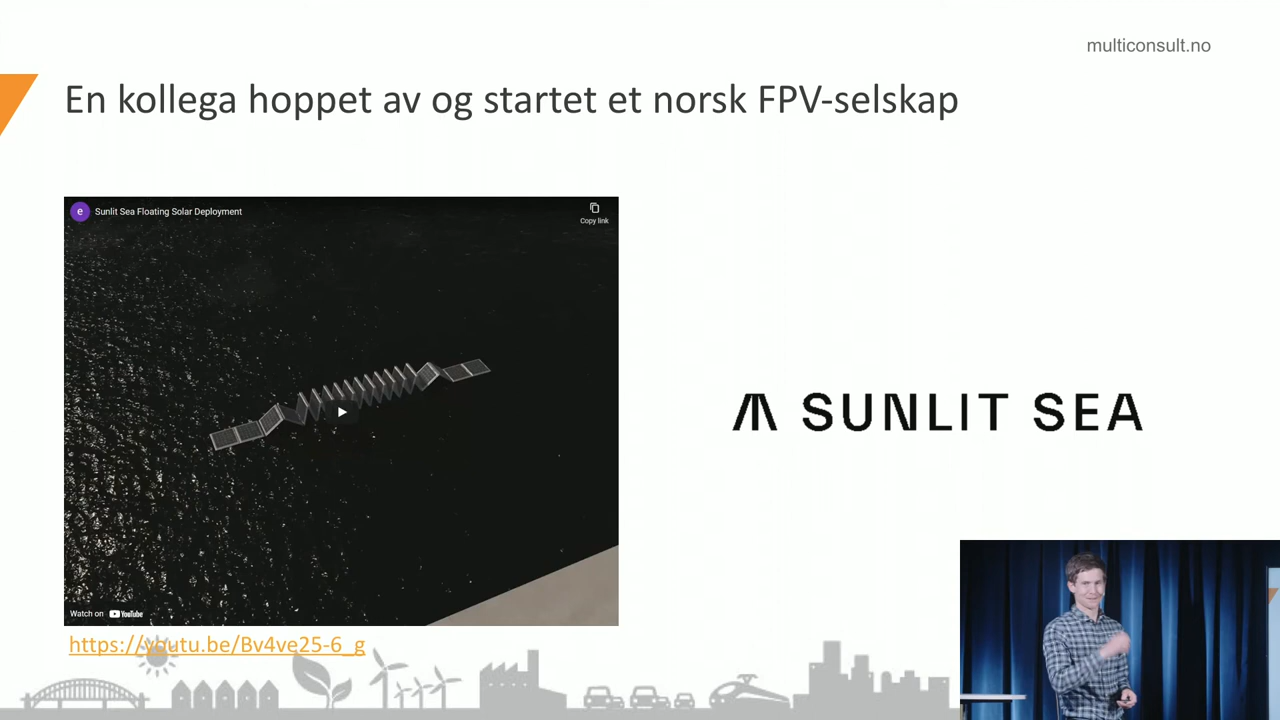 multiconsult.no
En kollega hoppet av og startet et norsk FPV-selskap
e
Sunlit Sea Floating Solar Deployment
Copy link
SUNLIT SEA
Watch on YouTube
https://youtu.be/Bv4ve25-6_g